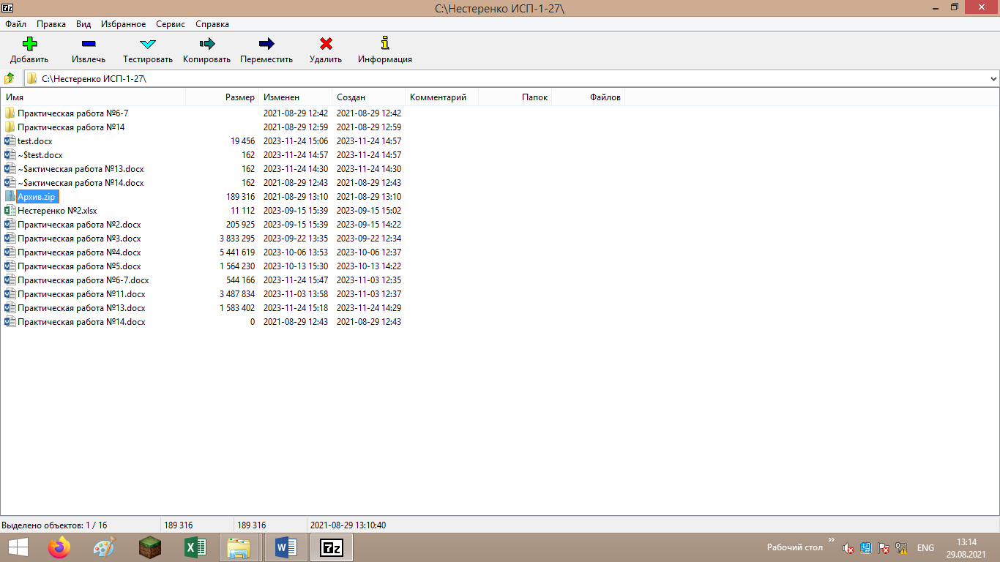 7z C:\Нестеренко ИСП-1-27\
Файл Правка Вид Избранное Сервис Справка
Добавить Извлечь Тестировать Копировать Переместить Удалить Информация
C:\Нестеренко ИСП-1-27\
Имя Размер Изменен Создан Комментарий Папок Файлов
Практическая работа №6-7 2021-08-29 12:42 2021-08-29 12:42
Практическая работа №14 2021-08-29 12:59 2021-08-29 12:59
test.docx 19 456 2023-11-24 15:06 2023-11-24 14:57
~$test.docx 162 2023-11-24 14:57 2023-11-24 14:57
~$актическая работа №13.docx 162 2023-11-24 14:30 2023-11-24 14:30
~$актическая работа №14.docx 162 2021-08-29 12:43 2021-08-29 12:43
Архив.zip 189 316 2021-08-29 13:10 2021-08-29 13:10
Нестеренко №2.xlsx 11 112 2023-09-15 15:39 2023-09-15 15:02
Практическая работа №2.docx 205 925 2023-09-15 15:39 2023-09-15 14:22
Практическая работа №3.docx 3 833 295 2023-09-22 13:35 2023-09-22 12:34
Практическая работа №4.docx 5 441 619 2023-10-06 13:53 2023-10-06 12:37
Практическая работа №5.docx 1 564 230 2023-10-13 15:30 2023-10-13 14:22
Практическая работа №6-7.docx 544 166 2023-11-24 15:47 2023-11-03 12:35
Практическая работа №11.docx 3 487 834 2023-11-03 13:58 2023-11-03 12:37
Практическая работа №13.docx 1 583 402 2023-11-24 15:18 2023-11-24 14:29
Практическая работа №14.docx 0 2021-08-29 12:43 2021-08-29 12:43
Выделено объектов: 1 / 16 189 316 189 316 2021-08-29 13:10:40
7z Рабочий стол » ENG 13:14
29.08.2021